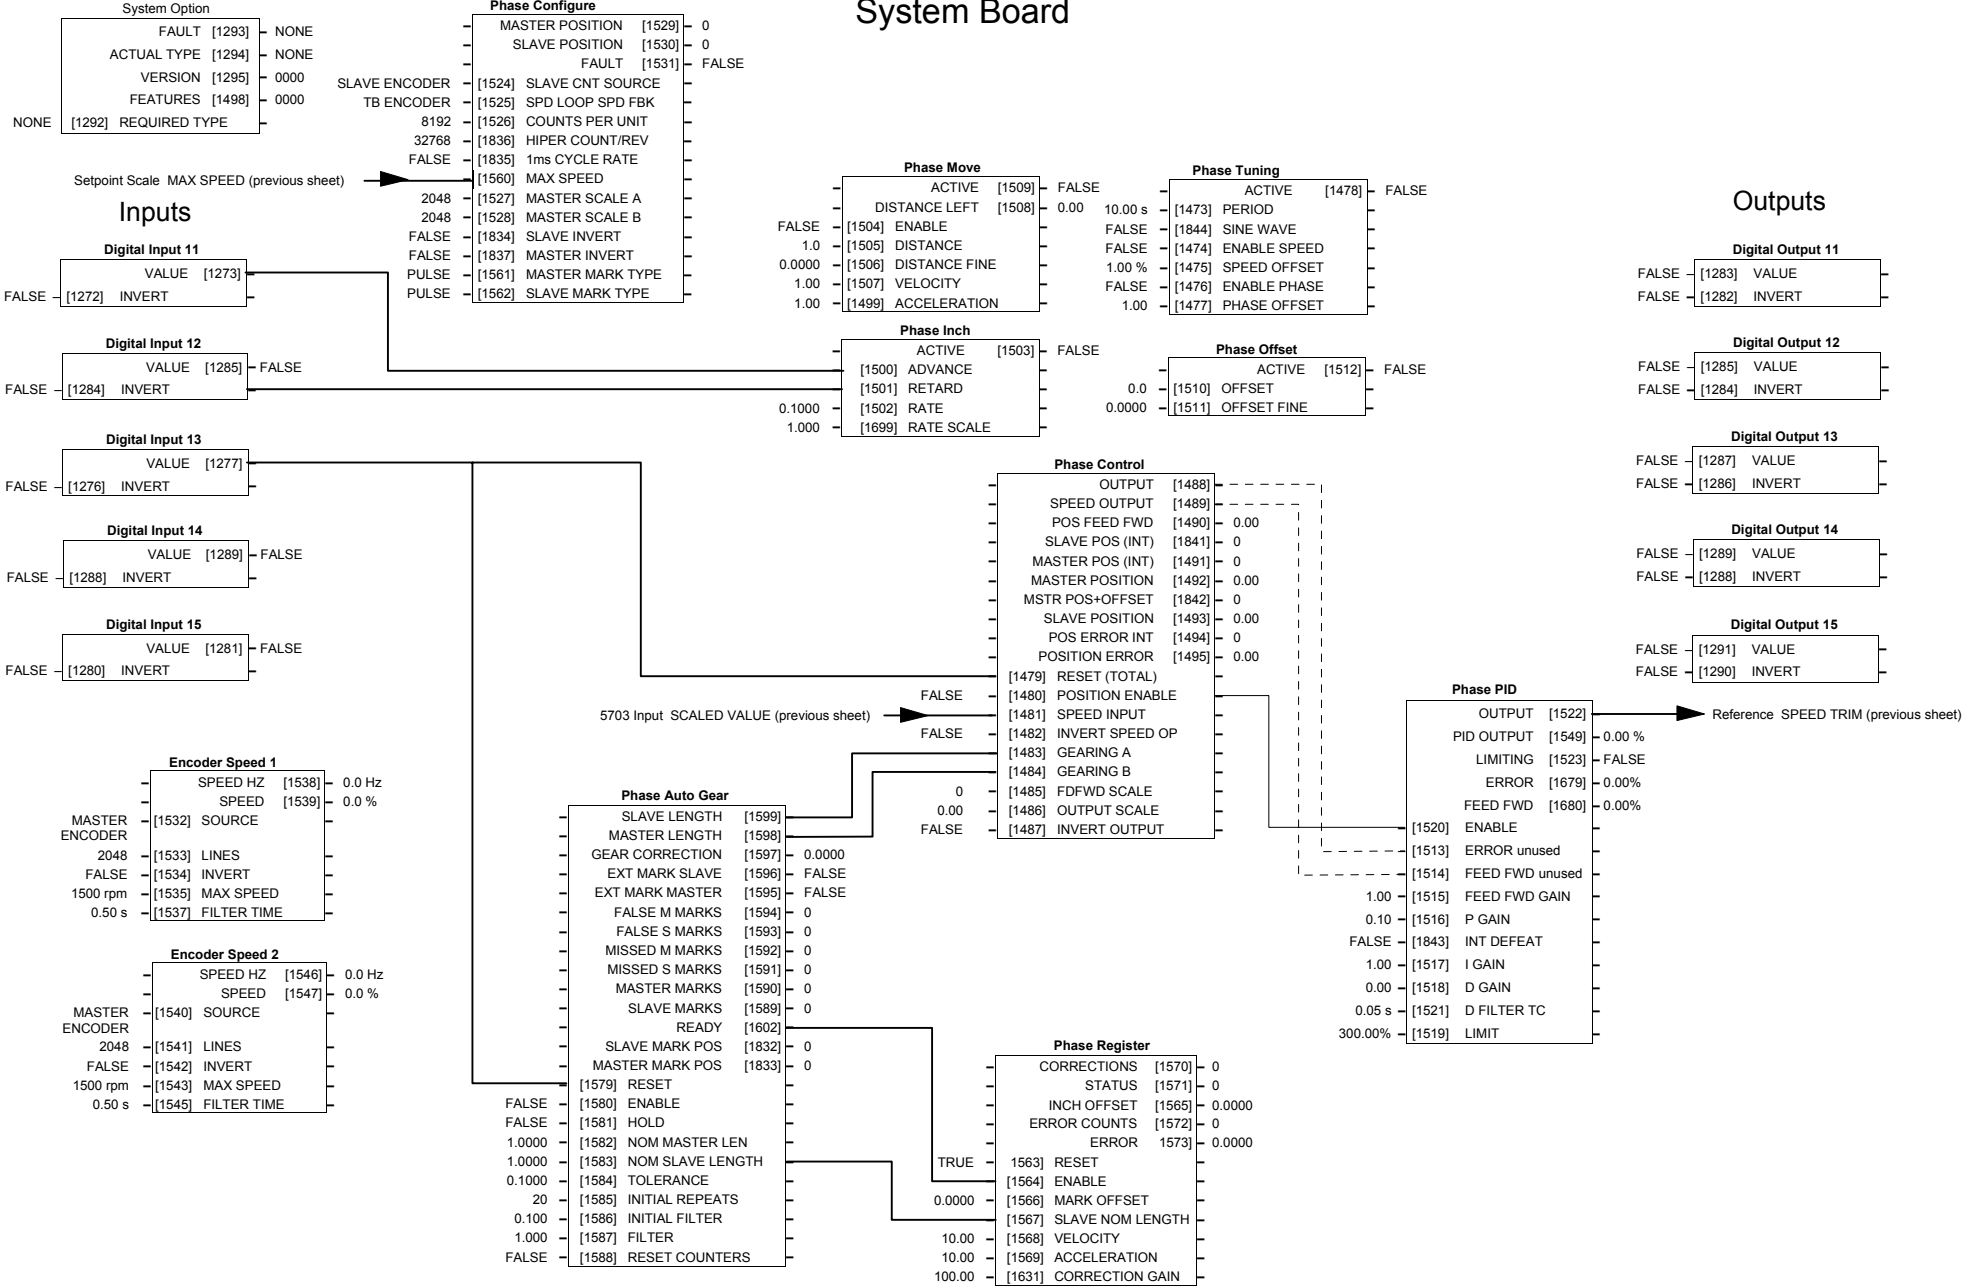 System Board
System Option
FAULT [1293] NONE
ACTUAL TYPE [1294] NONE
VERSION [1295] 0000
FEATURES [1498] 0000
NONE [1292] REQUIRED TYPE
Phase Configure
MASTER POSITION [1529] 0
SLAVE POSITION [1530] 0
FAULT [1531] FALSE
SLAVE ENCODER [1524] SLAVE CNT SOURCE
TB ENCODER [1525] SPD LOOP SPD FBK
8192 [1526] COUNTS PER UNIT
32768 [1836] HIPER COUNT/REV
FALSE [1835] 1ms CYCLE RATE
Setpoint Scale MAX SPEED (previous sheet) [1560] MAX SPEED
2048 [1527] MASTER SCALE A
2048 [1528] MASTER SCALE B
FALSE [1834] SLAVE INVERT
FALSE [1837] MASTER INVERT
PULSE [1561] MASTER MARK TYPE
PULSE [1562] SLAVE MARK TYPE
Inputs
Digital Input 11
VALUE [1273]
FALSE [1272] INVERT
Digital Input 12
VALUE [1285] FALSE
FALSE [1284] INVERT
Digital Input 13
VALUE [1277]
FALSE [1276] INVERT
Digital Input 14
VALUE [1289] FALSE
FALSE [1288] INVERT
Digital Input 15
VALUE [1281] FALSE
FALSE [1280] INVERT
Phase Move
ACTIVE [1509] FALSE
DISTANCE LEFT [1508] 0.00
FALSE [1504] ENABLE
1.0 [1505] DISTANCE
0.0000 [1506] DISTANCE FINE
1.00 [1507] VELOCITY
1.00 [1499] ACCELERATION
Phase Tuning
ACTIVE [1478] FALSE
10.00 s [1473] PERIOD
FALSE [1844] SINE WAVE
FALSE [1474] ENABLE SPEED
1.00 % [1475] SPEED OFFSET
FALSE [1476] ENABLE PHASE
1.00 [1477] PHASE OFFSET
Phase Inch
ACTIVE [1503] FALSE
[1500] ADVANCE
[1501] RETARD
0.1000 [1502] RATE
1.000 [1699] RATE SCALE
Phase Offset
ACTIVE [1512] FALSE
0.0 [1510] OFFSET
0.0000 [1511] OFFSET FINE
Outputs
Digital Output 11
FALSE [1283] VALUE
FALSE [1282] INVERT
Digital Output 12
FALSE [1285] VALUE
FALSE [1284] INVERT
Digital Output 13
FALSE [1287] VALUE
FALSE [1286] INVERT
Digital Output 14
FALSE [1289] VALUE
FALSE [1288] INVERT
Digital Output 15
FALSE [1291] VALUE
FALSE [1290] INVERT
Phase Control
OUTPUT [1488]
SPEED OUTPUT [1489]
POS FEED FWD [1490] 0.00
SLAVE POS (INT) [1841] 0
MASTER POS (INT) [1491] 0
MASTER POSITION [1492] 0.00
MSTR POS+OFFSET [1842] 0
SLAVE POSITION [1493] 0.00
POS ERROR INT [1494] 0
POSITION ERROR [1495] 0.00
[1479] RESET (TOTAL)
FALSE [1480] POSITION ENABLE
5703 Input SCALED VALUE (previous sheet) [1481] SPEED INPUT
FALSE [1482] INVERT SPEED OP
[1483] GEARING A
[1484] GEARING B
0 [1485] FDFWD SCALE
0.00 [1486] OUTPUT SCALE
FALSE [1487] INVERT OUTPUT
Phase PID
OUTPUT [1522] Reference SPEED TRIM (previous sheet)
PID OUTPUT [1549] 0.00 %
LIMITING [1523] FALSE
ERROR [1679] 0.00%
FEED FWD [1680] 0.00%
[1520] ENABLE
[1513] ERROR unused
[1514] FEED FWD unused
1.00 [1515] FEED FWD GAIN
0.10 [1516] P GAIN
FALSE [1843] INT DEFEAT
1.00 [1517] I GAIN
0.00 [1518] D GAIN
0.05 s [1521] D FILTER TC
300.00% [1519] LIMIT
Encoder Speed 1
SPEED HZ [1538] 0.0 Hz
SPEED [1539] 0.0 %
MASTER ENCODER [1532] SOURCE
2048 [1533] LINES
FALSE [1534] INVERT
1500 rpm [1535] MAX SPEED
0.50 s [1537] FILTER TIME
Encoder Speed 2
SPEED HZ [1546] 0.0 Hz
SPEED [1547] 0.0 %
MASTER ENCODER [1540] SOURCE
2048 [1541] LINES
FALSE [1542] INVERT
1500 rpm [1543] MAX SPEED
0.50 s [1545] FILTER TIME
Phase Auto Gear
SLAVE LENGTH [1599]
MASTER LENGTH [1598]
GEAR CORRECTION [1597] 0.0000
EXT MARK SLAVE [1596] FALSE
EXT MARK MASTER [1595] FALSE
FALSE M MARKS [1594] 0
FALSE S MARKS [1593] 0
MISSED M MARKS [1592] 0
MISSED S MARKS [1591] 0
MASTER MARKS [1590] 0
SLAVE MARKS [1589] 0
READY [1602]
SLAVE MARK POS [1832] 0
MASTER MARK POS [1833] 0
[1579] RESET
FALSE [1580] ENABLE
FALSE [1581] HOLD
1.0000 [1582] NOM MASTER LEN
1.0000 [1583] NOM SLAVE LENGTH
0.1000 [1584] TOLERANCE
20 [1585] INITIAL REPEATS
0.100 [1586] INITIAL FILTER
1.000 [1587] FILTER
FALSE [1588] RESET COUNTERS
Phase Register
CORRECTIONS [1570] 0
STATUS [1571] 0
INCH OFFSET [1565] 0.0000
ERROR COUNTS [1572] 0
ERROR 1573] 0.0000
TRUE 1563] RESET
[1564] ENABLE
0.0000 [1566] MARK OFFSET
[1567] SLAVE NOM LENGTH
10.00 [1568] VELOCITY
10.00 [1569] ACCELERATION
100.00 [1631] CORRECTION GAIN